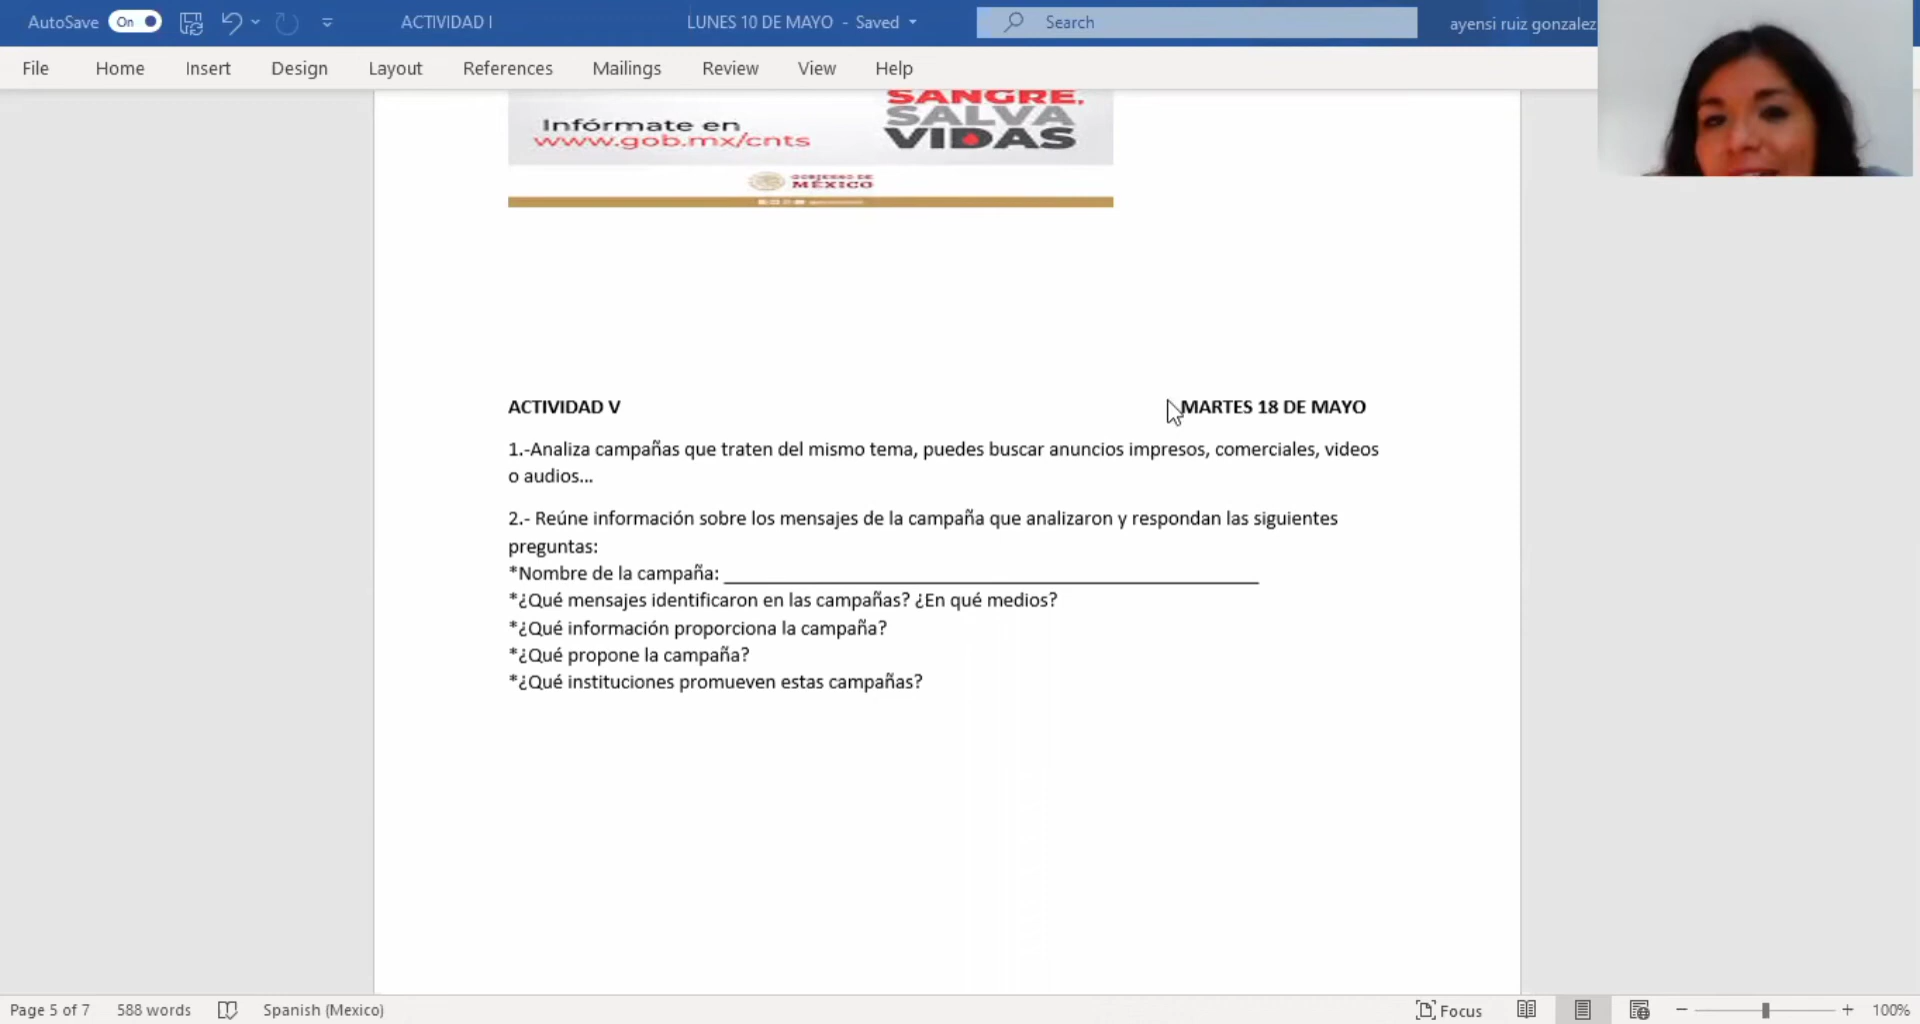 AutoSave On ACTIVIDAD I LUNES 10 DE MAYO - Saved Search ayensi ruiz gonzalez
File Home Insert Design Layout References Mailings Review View Help
SANGRE,
SALVA
VIDAS
Infórmate en
www.gob.mx/cnts
GOBIERNO DE
MÉXICO
ACTIVIDAD V MARTES 18 DE MAYO
1.-Analiza campañas que traten del mismo tema, puedes buscar anuncios impresos, comerciales, videos
o audios...
2.- Reúne información sobre los mensajes de la campaña que analizaron y respondan las siguientes
preguntas:
*Nombre de la campaña: ______________________________
*¿Qué mensajes identificaron en las campañas? ¿En qué medios?
*¿Qué información proporciona la campaña?
*¿Qué propone la campaña?
*¿Qué instituciones promueven estas campañas?
Page 5 of 7 588 words Spanish (Mexico) Focus 100%